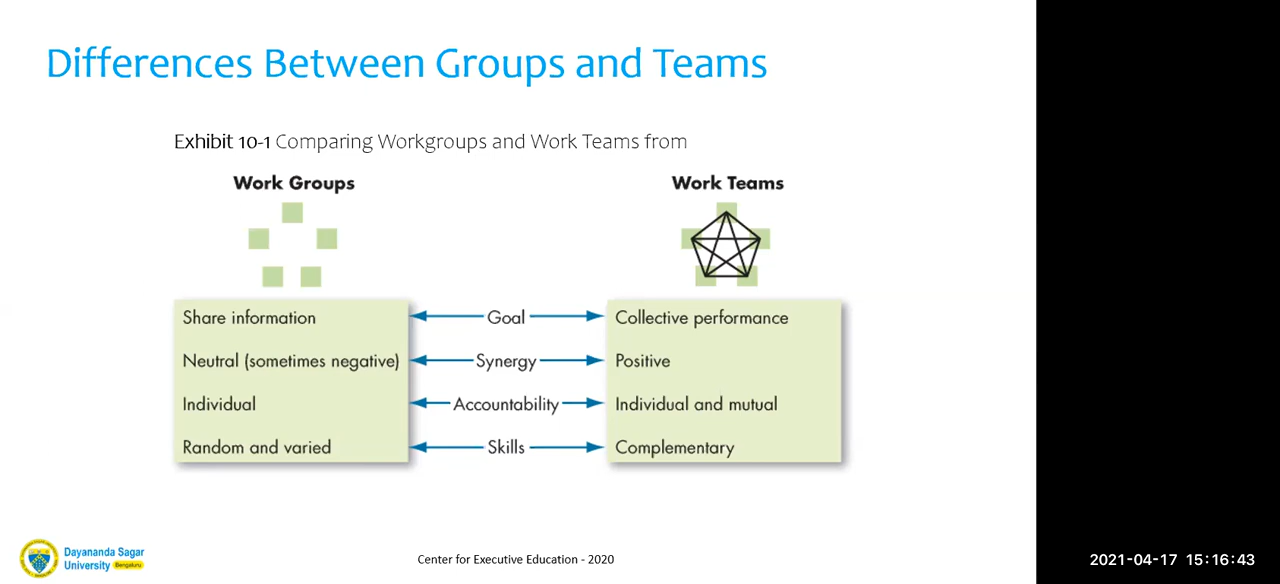 Differences Between Groups and Teams
Exhibit 10-1 Comparing Workgroups and Work Teams from
Work Groups
Work Teams
Share information
Goal
Collective performance
Neutral (sometimes negative)
Synergy
Positive
Individual
Accountability
Individual and mutual
Random and varied
Skills
Complementary
Dayananda Sagar
University Bengaluru
Center for Executive Education - 2020
2021-04-17 15:16:43